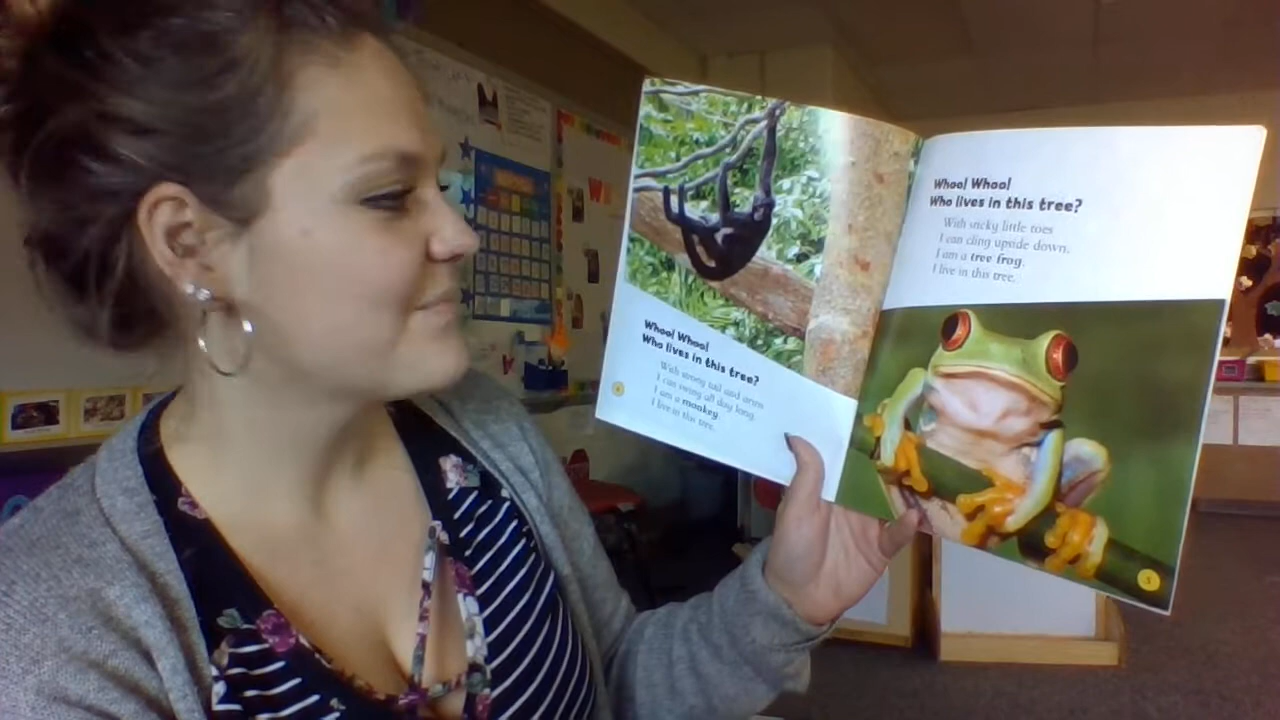 Whoo! Whoo!
Who lives in this tree?
With strong tail and arms
I can swing all day long.
I am a monkey.
I live in this tree.
Whoo! Whoo!
Who lives in this tree?
With sticky little toes
I can cling upside down.
I am a tree frog.
I live in this tree.
5